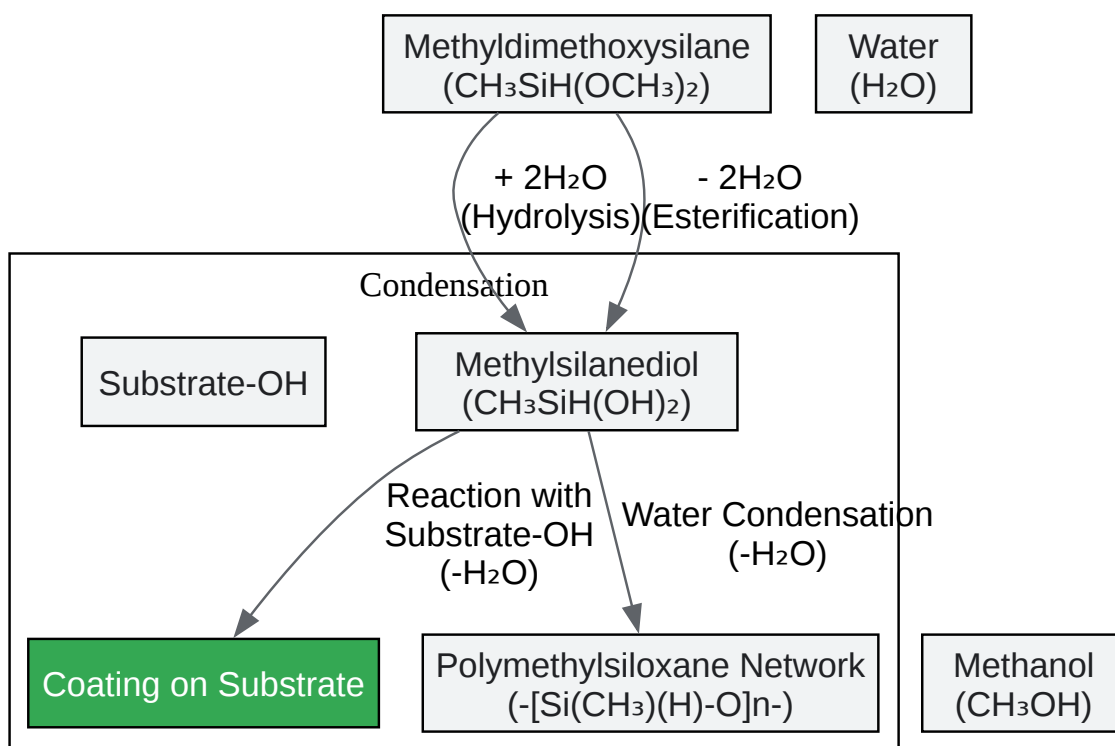 Methyldimethoxysilane
(CH₃SiH(OCH₃)₂)
Water
(H₂O)
+ 2H₂O
(Hydrolysis)
- 2H₂O
(Esterification)
Condensation
Substrate-OH
Methylsilanediol
(CH₃SiH(OH)₂)
Reaction with
Substrate-OH
(-H₂O)
Water Condensation
(-H₂O)
Coating on Substrate
Polymethylsiloxane Network
(-[Si(CH₃)(H)-O]n-)
Methanol
(CH₃OH)